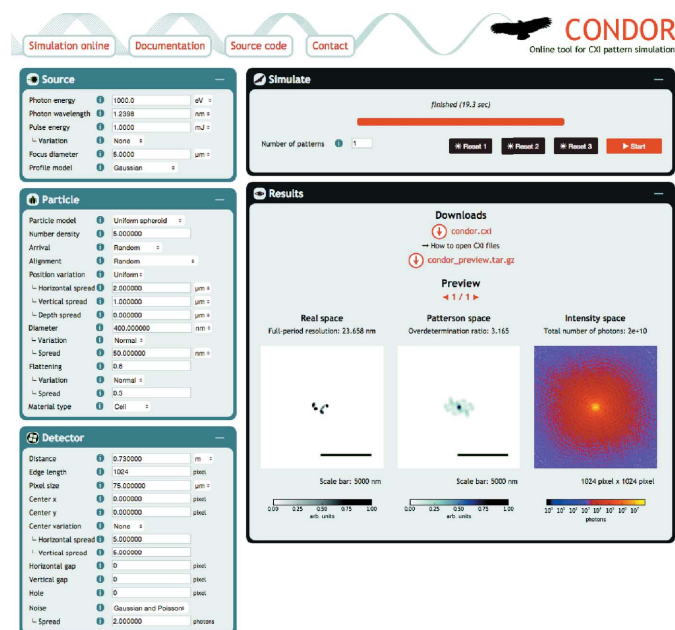 Simulation online
Documentation
Source code
Contact
CONDOR
Online tool for CXI pattern simulation
Source
Photon energy 1000.0 eV
Photon wavelength 1.2398 nm
Pulse energy 1.0000 mJ
Variation None
Focus diameter 5.0000 µm
Profile model Gaussian
Particle
Particle model Uniform spheroid
Number density 5.000000
Arrival Random
Alignment Random
Position variation Uniform
Horizontal spread 2.000000 µm
Vertical spread 1.000000 µm
Depth spread 0.000000 µm
Diameter 400.000000 nm
Variation Normal
Spread 50.000000 nm
Flattening 0.6
Variation Normal
Spread 0.3
Material type Cell
Detector
Distance 0.730000 m
Edge length 1024 pixel
Pixel size 75.000000 µm
Center x 0.000000 pixel
Center y 0.000000 pixel
Center variation None
Horizontal spread 5.000000
Vertical spread 5.000000
Horizontal gap 0 pixel
Vertical gap 0 pixel
Hole 0 pixel
Noise Gaussian and Poisson
Spread 2.000000 photons
Simulate
finished (19.3 sec)
Number of patterns 1
Reset 1
Reset 2
Reset 3
Start
Results
Downloads
condor.cxi
→ How to open CXI files
condor_preview.tar.gz
Preview
◀ 1 / 1 ▶
Real space
Full-period resolution: 23.658 nm
Scale bar: 5000 nm
0.00 0.25 0.50 0.75 1.00
arb. units
Patterson space
Overdetermination ratio: 3.165
Scale bar: 5000 nm
0.00 0.25 0.50 0.75 1.00
arb. units
Intensity space
Total number of photons: 2e+10
1024 pixel x 1024 pixel
photons